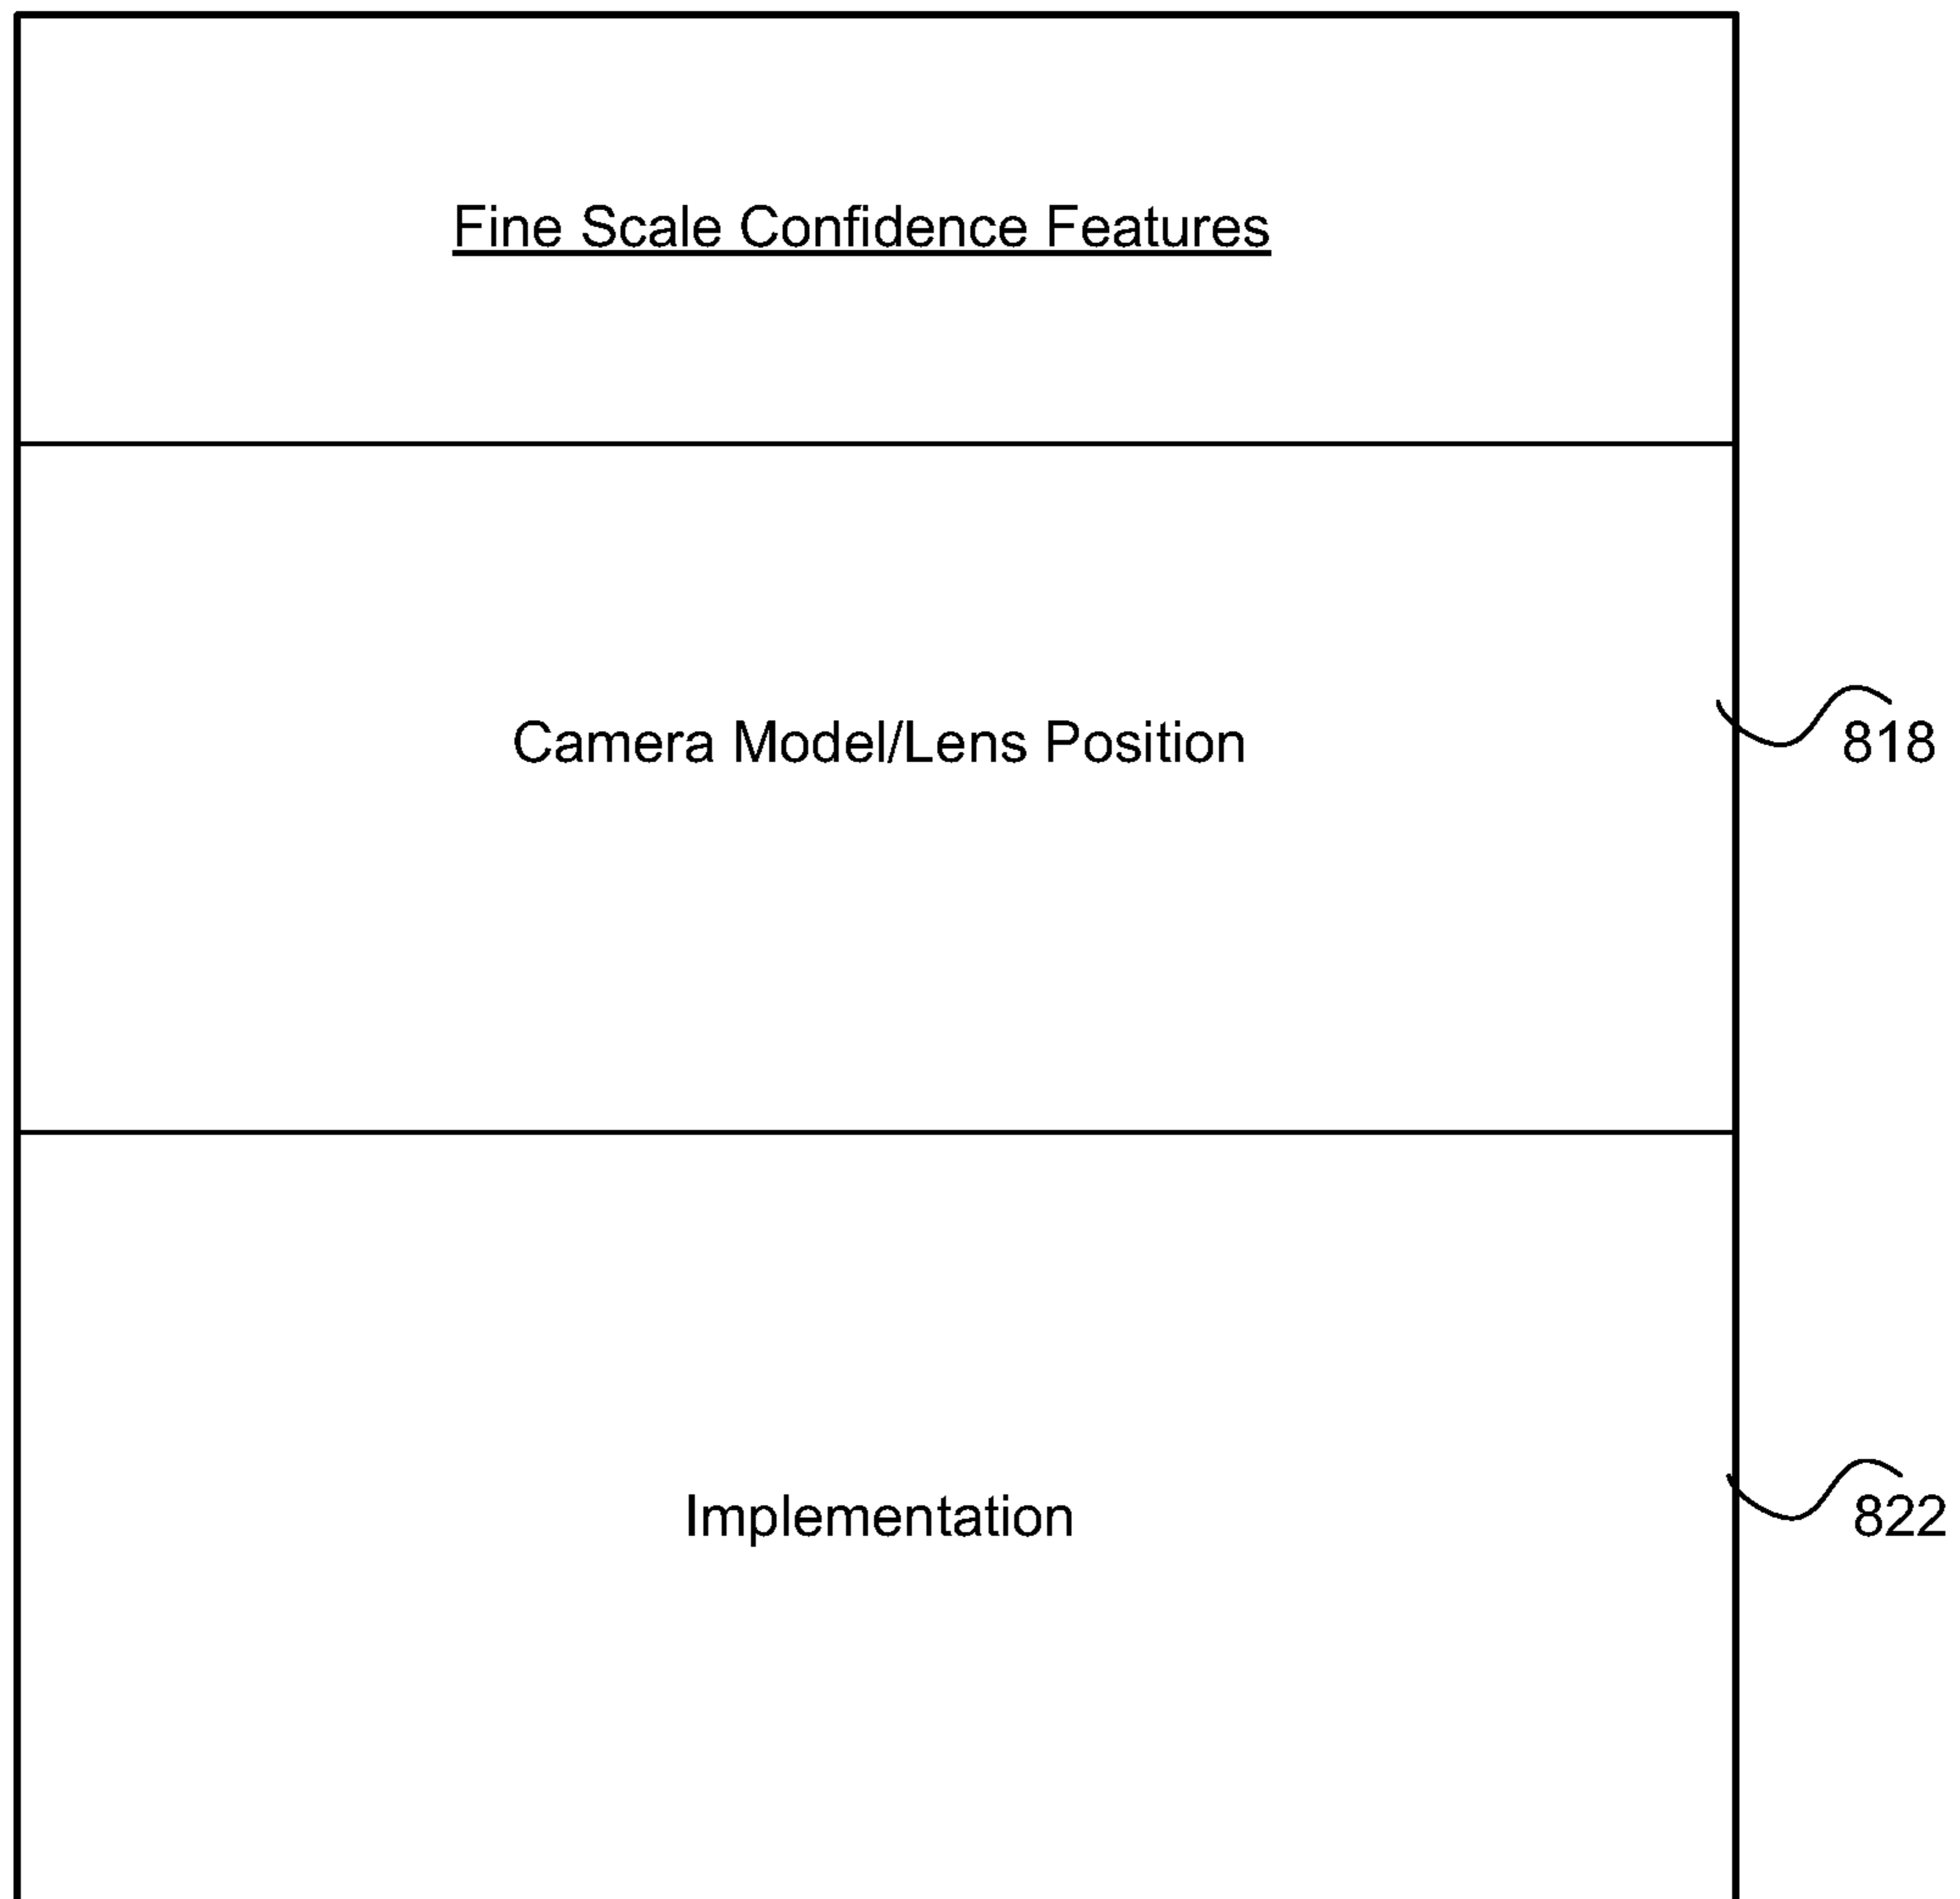 Fine Scale Confidence Features
Camera Model/Lens Position
818
Implementation
822